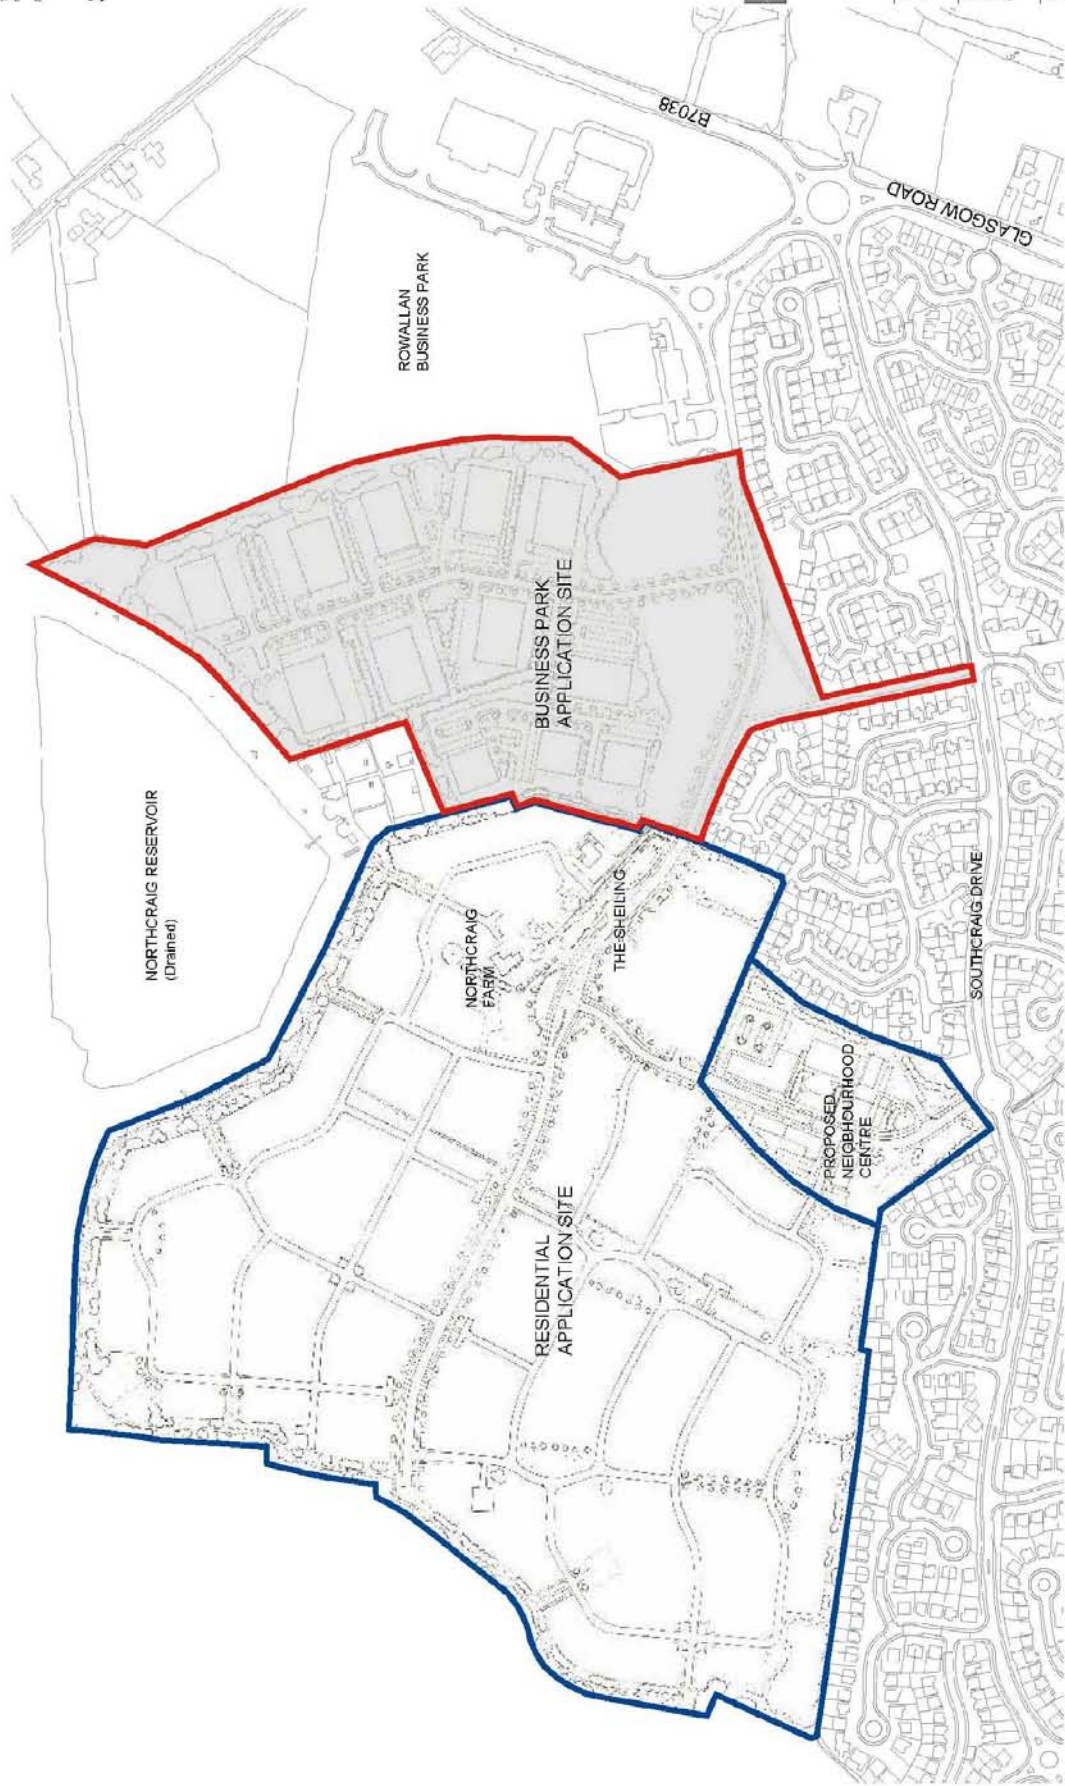 B7038
GLASGOW ROAD
ROWALLAN
BUSINESS PARK
BUSINESS PARK
APPLICATION SITE
NORTHCRAIG RESERVOIR
(Drained)
NORTHCRAIG
FARM
THE SHEILING
SOUTHCRAIG DRIVE
PROPOSED
NEIGBHOURHOOD
CENTRE
RESIDENTIAL
APPLICATION SITE